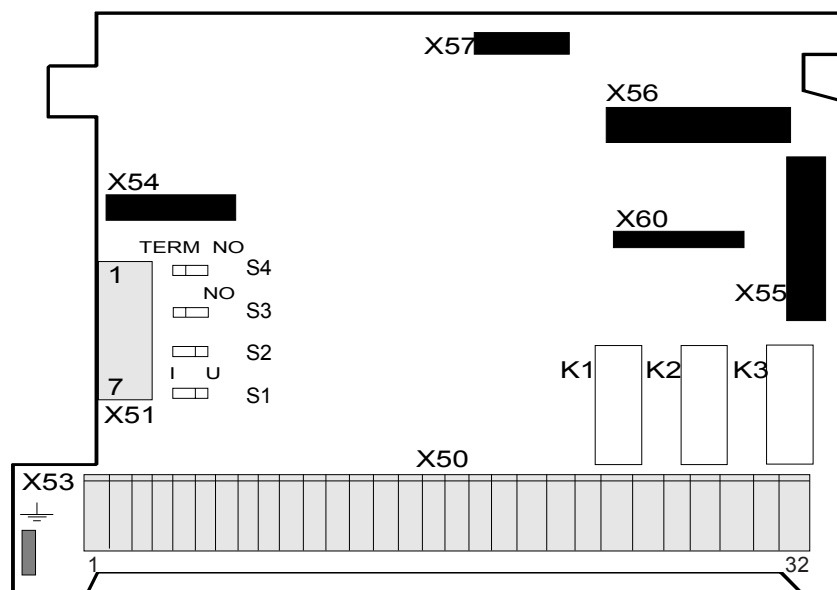 X57
X56
X54
X60
TERM NO
1
S4
NO
X55
S3
S2
K1
K2
K3
I U
7
S1
X51
X50
X53
1
32